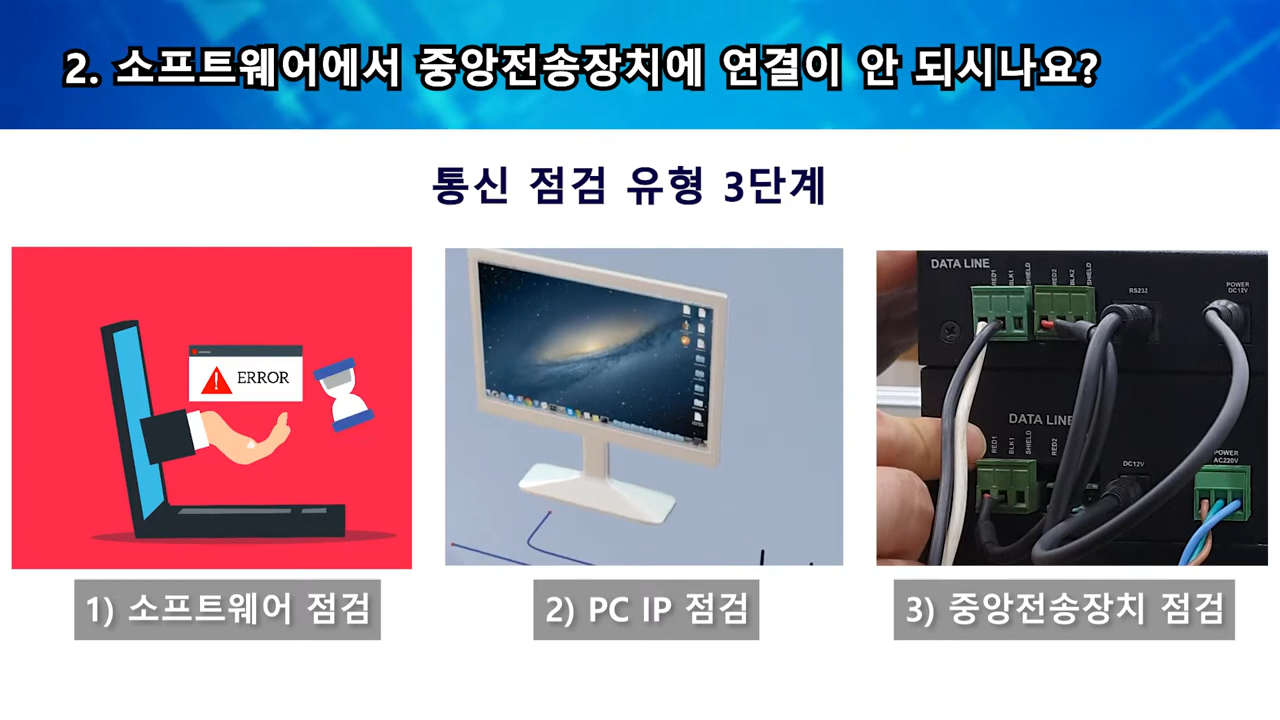 2. 소프트웨어에서 중앙전송장치에 연결이 안 되시나요?
통신 점검 유형 3단계
ERROR
DATA LINE
RED1
BLK1
SHIELD
RED2
BLK2
SHIELD
RS232
POWER
DC12V
DATA LINE
RED1
BLK1
SHIELD
RED2
DC12V
POWER
AC220V
1) 소프트웨어 점검
2) PC IP 점검
3) 중앙전송장치 점검